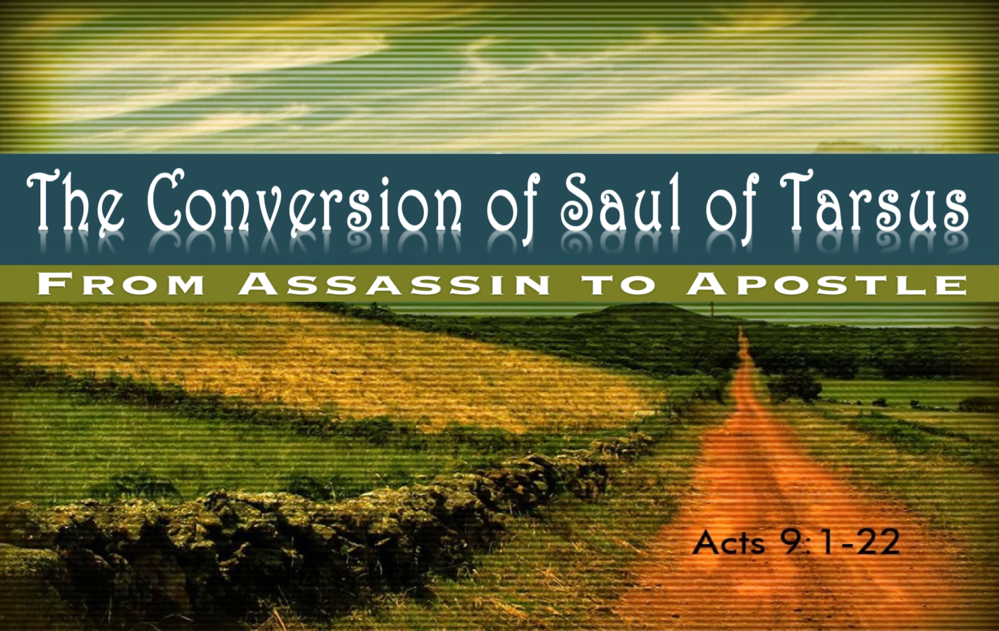 The Conversion of Saul of Tarsus
From Assassin to Apostle
Acts 9:1-22